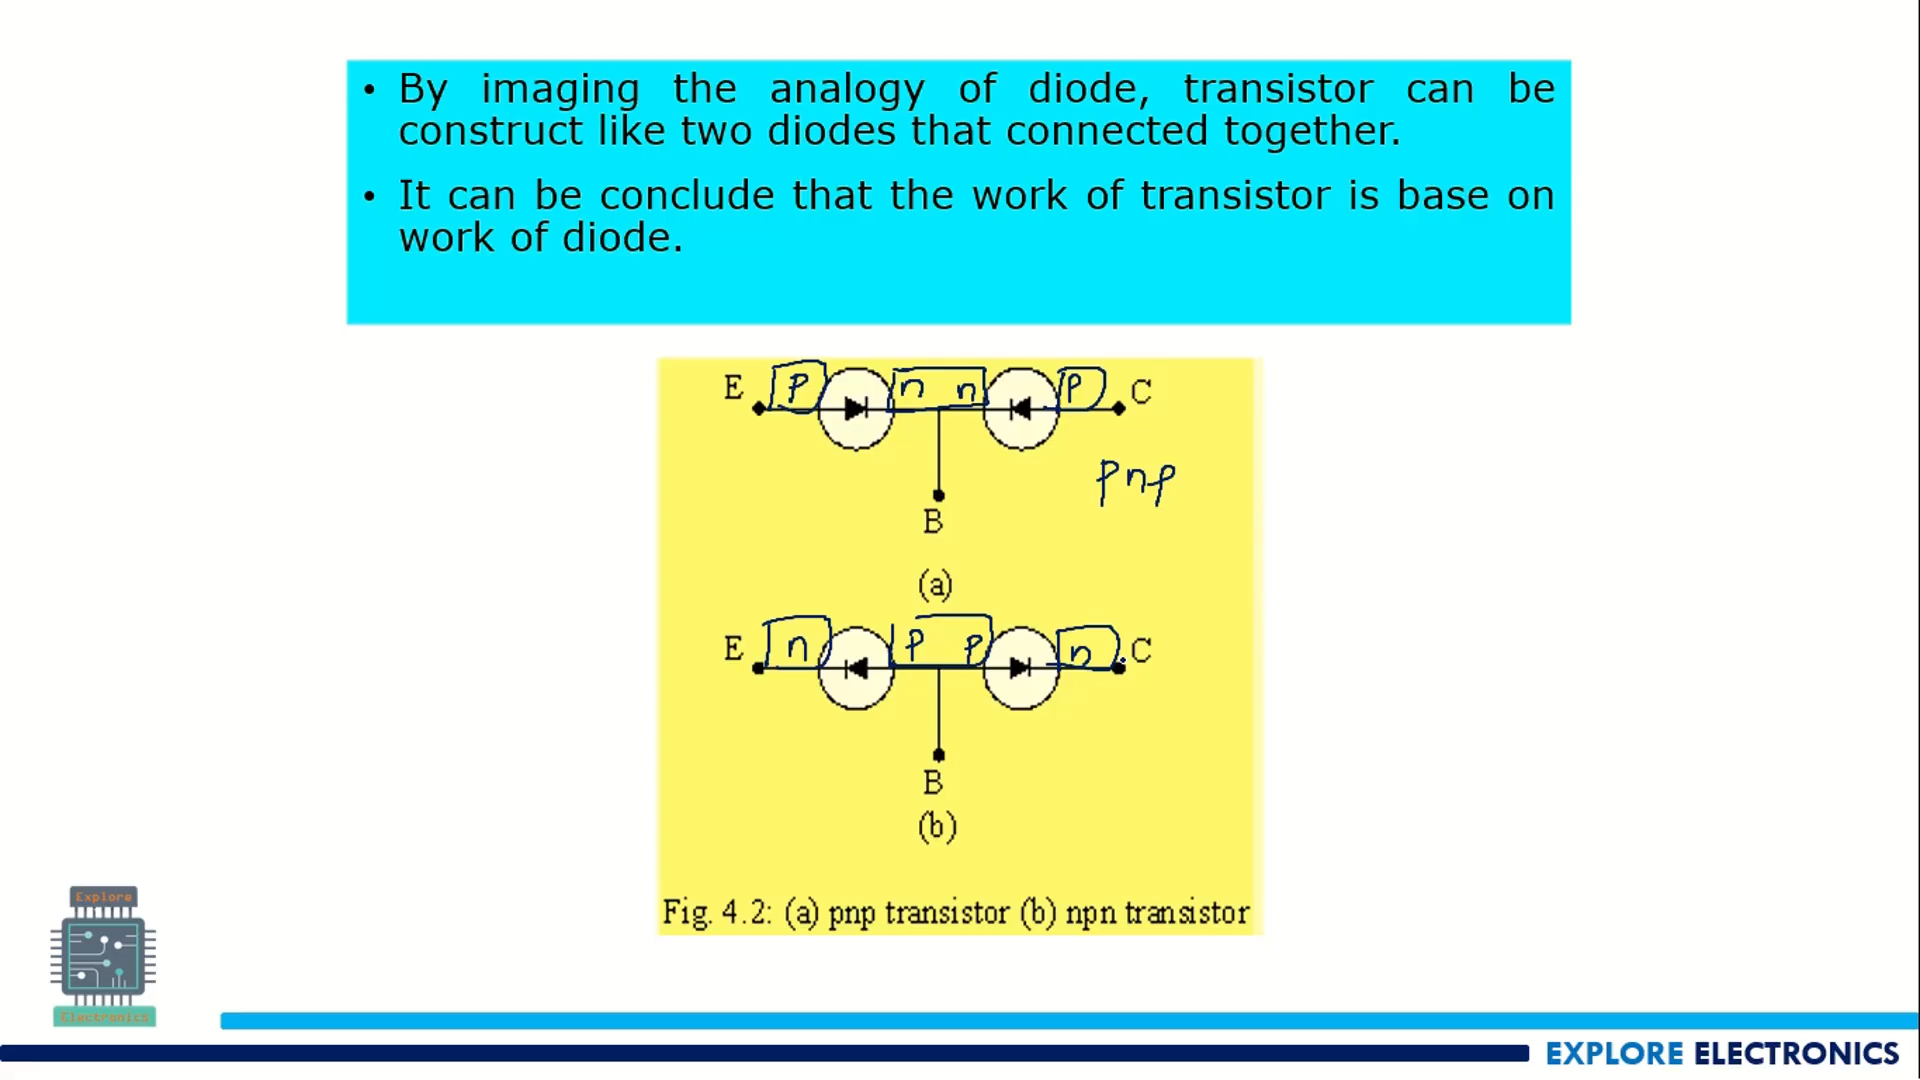 • By imaging the analogy of diode, transistor can be
construct like two diodes that connected together.
• It can be conclude that the work of transistor is base on
work of diode.
E p n n p C
pnp
B
(a)
E n p p n C
B
(b)
Fig. 4.2: (a) pnp transistor (b) npn transistor
Explore
Electronics
EXPLORE ELECTRONICS